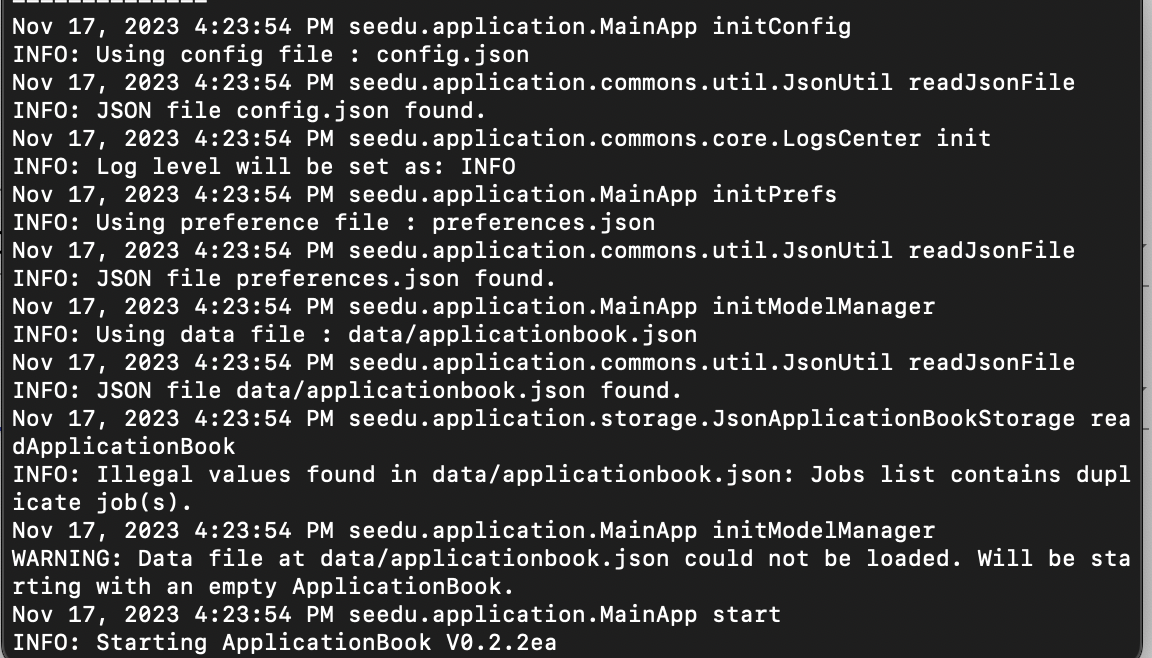 Nov 17, 2023 4:23:54 PM seedu.application.MainApp initConfig
INFO: Using config file : config.json
Nov 17, 2023 4:23:54 PM seedu.application.commons.util.JsonUtil readJsonFile
INFO: JSON file config.json found.
Nov 17, 2023 4:23:54 PM seedu.application.commons.core.LogsCenter init
INFO: Log level will be set as: INFO
Nov 17, 2023 4:23:54 PM seedu.application.MainApp initPrefs
INFO: Using preference file : preferences.json
Nov 17, 2023 4:23:54 PM seedu.application.commons.util.JsonUtil readJsonFile
INFO: JSON file preferences.json found.
Nov 17, 2023 4:23:54 PM seedu.application.MainApp initModelManager
INFO: Using data file : data/applicationbook.json
Nov 17, 2023 4:23:54 PM seedu.application.commons.util.JsonUtil readJsonFile
INFO: JSON file data/applicationbook.json found.
Nov 17, 2023 4:23:54 PM seedu.application.storage.JsonApplicationBookStorage rea
dApplicationBook
INFO: Illegal values found in data/applicationbook.json: Jobs list contains dupl
icate job(s).
Nov 17, 2023 4:23:54 PM seedu.application.MainApp initModelManager
WARNING: Data file at data/applicationbook.json could not be loaded. Will be sta
rting with an empty ApplicationBook.
Nov 17, 2023 4:23:54 PM seedu.application.MainApp start
INFO: Starting ApplicationBook V0.2.2ea